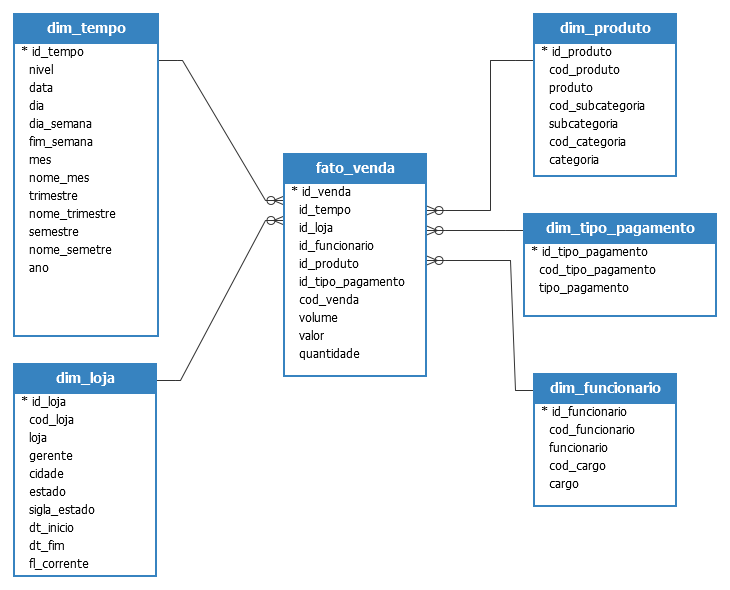 dim_tempo
* id_tempo
nivel
data
dia
dia_semana
fim_semana
mes
nome_mes
trimestre
nome_trimestre
semestre
nome_semetre
ano
dim_loja
* id_loja
cod_loja
loja
gerente
cidade
estado
sigla_estado
dt_inicio
dt_fim
fl_corrente
fato_venda
* id_venda
id_tempo
id_loja
id_funcionario
id_produto
id_tipo_pagamento
cod_venda
volume
valor
quantidade
dim_produto
* id_produto
cod_produto
produto
cod_subcategoria
subcategoria
cod_categoria
categoria
dim_tipo_pagamento
* id_tipo_pagamento
cod_tipo_pagamento
tipo_pagamento
dim_funcionario
* id_funcionario
cod_funcionario
funcionario
cod_cargo
cargo